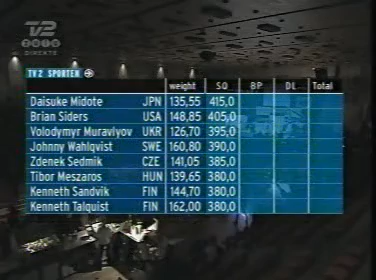 TV2
DIREKTE
TV2 SPORTEN
weight SQ BP DL Total
Daisuke Midote JPN 135,55 415,0
Brian Siders USA 148,85 405,0
Volodymyr Muravlyov UKR 126,70 395,0
Johnny Wahlqvist SWE 160,80 390,0
Zdenek Sedmik CZE 141,05 385,0
Tibor Meszaros HUN 139,65 380,0
Kenneth Sandvik FIN 144,70 380,0
Kenneth Talquist FIN 162,00 380,0